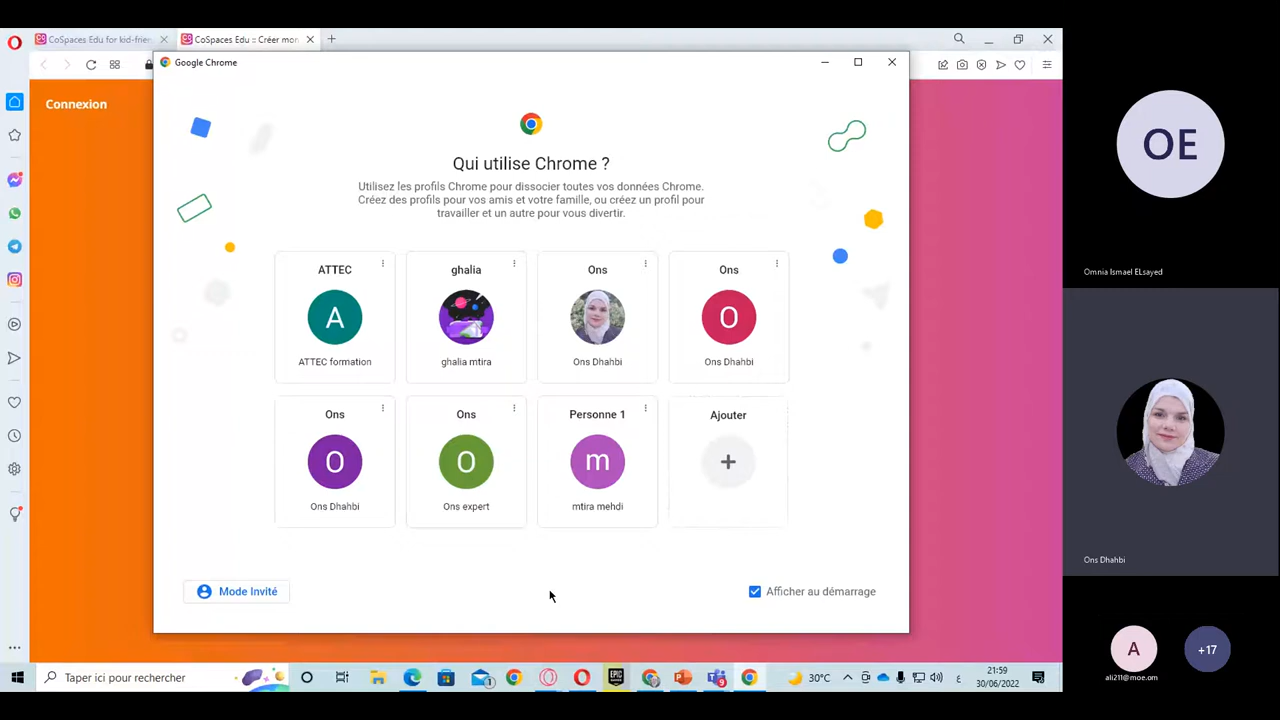 CoSpaces Edu for kid-frien
CoSpaces Edu = Créer mon
Google Chrome
Connexion
Qui utilise Chrome ?
Utilisez les profils Chrome pour dissocier toutes vos données Chrome.
Créez des profils pour vos amis et votre famille, ou créez un profil pour
travailler et un autre pour vous divertir.
ATTEC
ghalia
Ons
Ons
A
O
ATTEC formation
ghalia mtira
Ons Dhahbi
Ons Dhahbi
Ons
Ons
Personne 1
Ajouter
O
O
m
Ons Dhahbi
Ons expert
mtira mehdi
Mode Invité
Afficher au démarrage
Taper ici pour rechercher
EPIC
30°C
ع
21:59
30/06/2022
OE
Omnia Ismael ELsayed
Ons Dhahbi
A
+17
ali211@moe.om